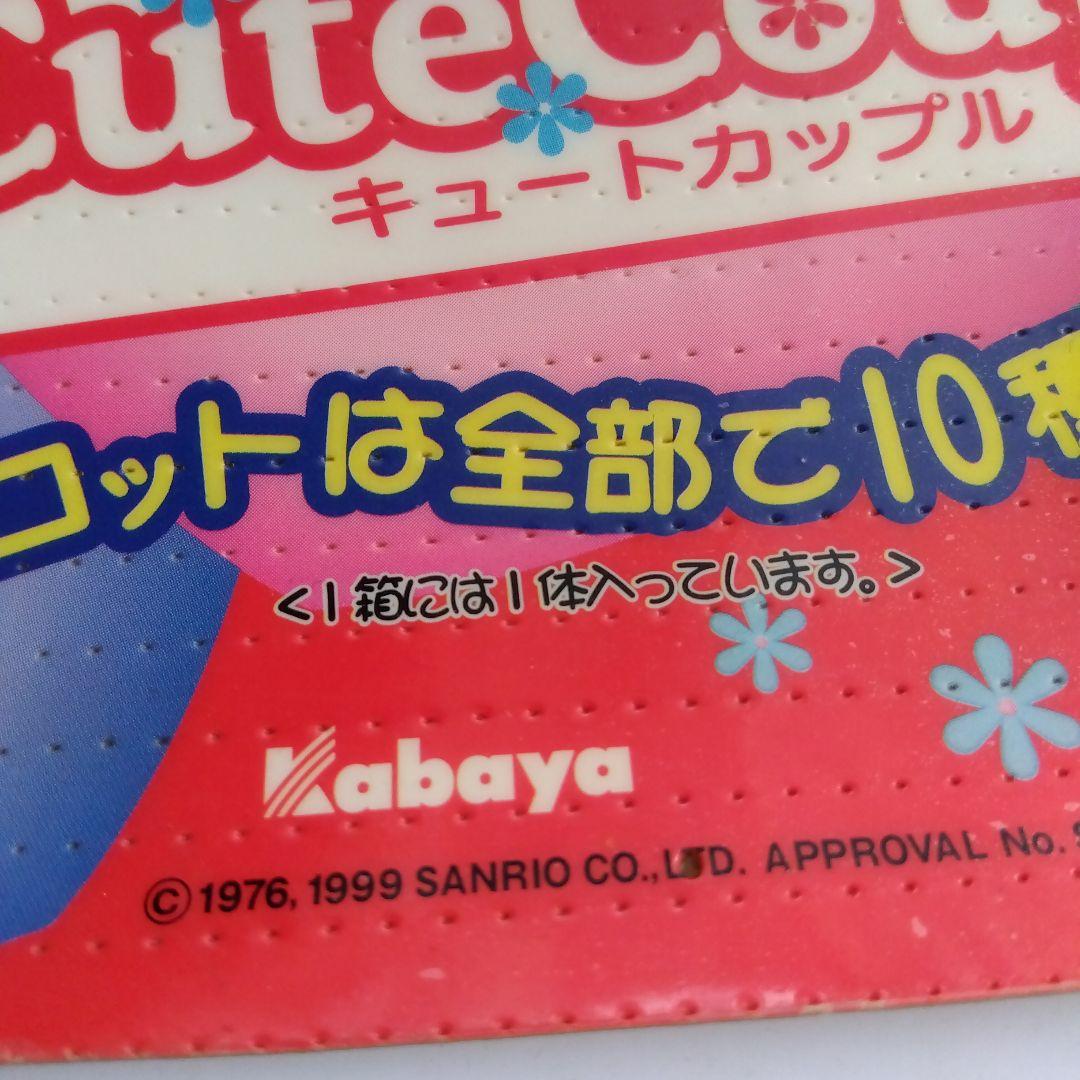 CuteCou
キュートカップル
コットは全部で10種
<1箱には1体入っています。>
Kabaya
© 1976, 1999 SANRIO CO., LTD. APPROVAL No.